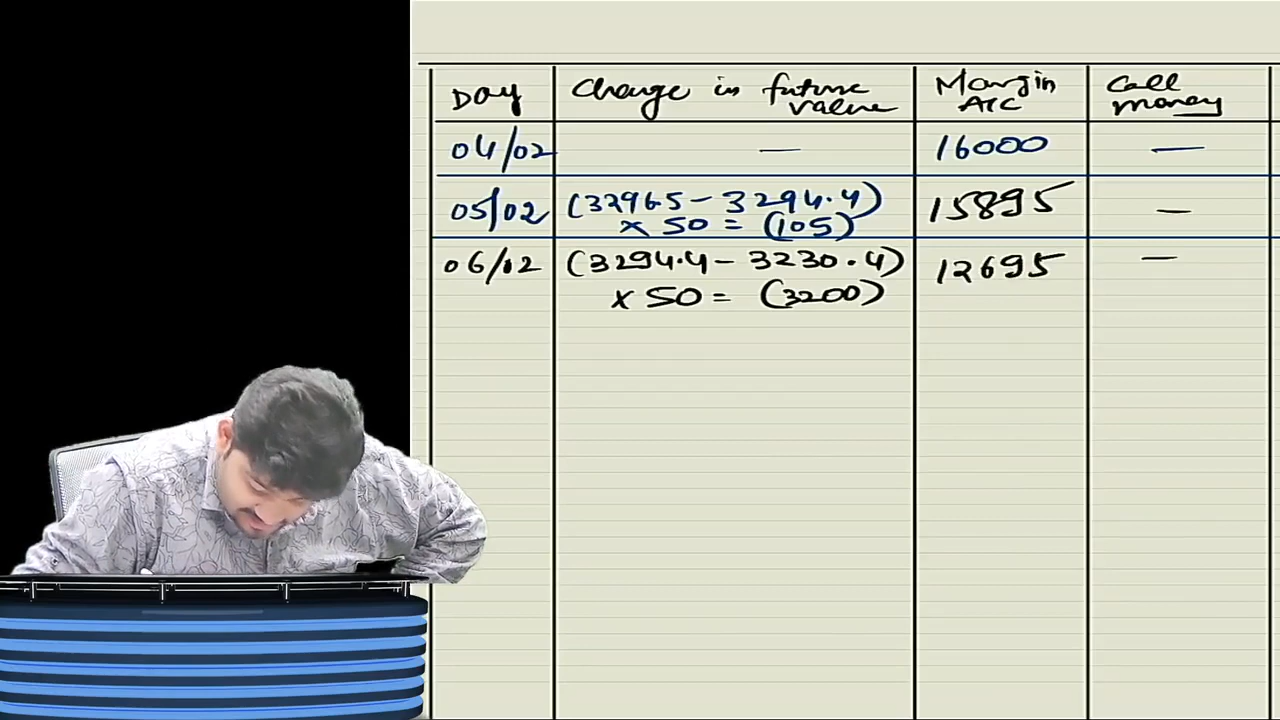 Day Change in future value Margin A/C Call money
04/02 — 16000 —
05/02 (3296.5 - 3294.4) 15895 —
x 50 = (105)
06/02 (3294.4 - 3230.4) 12695 —
x 50 = (3200)